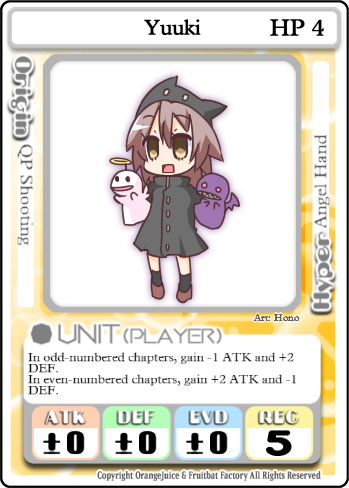 Yuuki
HP 4
Origin
QP Shooting
Hyper
Angel Hand
Art: Hono
UNIT(PLAYER)
In odd-numbered chapters, gain -1 ATK and +2
DEF.
In even-numbered chapters, gain +2 ATK and -1
DEF.
ATK DEF EVD REC
±0 ±0 ±0 5
Copyright OrangeJuice & Fruitbat Factory All Rights Reserved